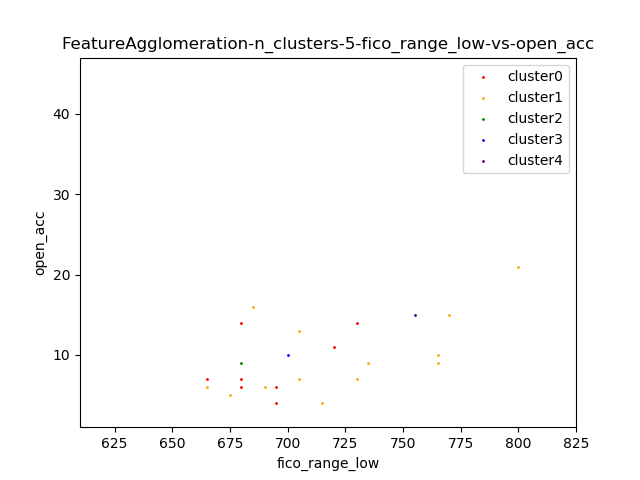 FeatureAgglomeration-n_clusters-5-fico_range_low-vs-open_acc
cluster0
cluster1
cluster2
cluster3
cluster4
open_acc
40
30
20
10
625
650
675
700
725
750
775
800
825
fico_range_low